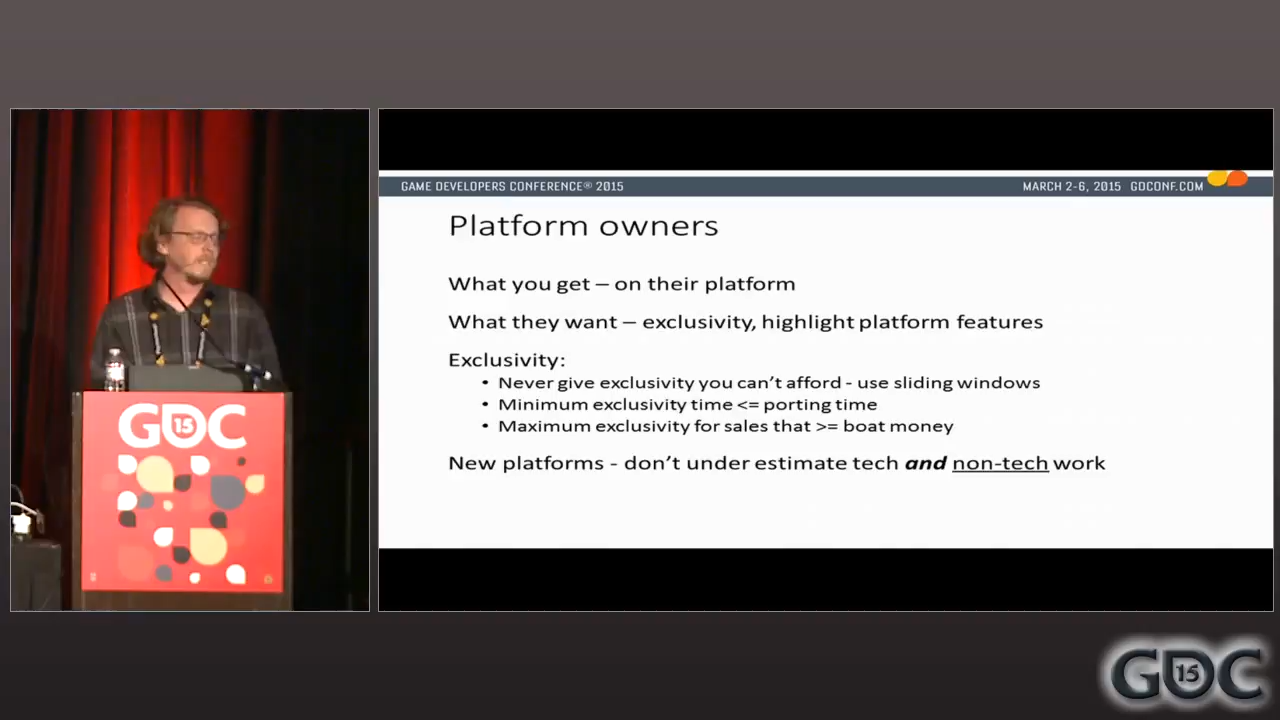 GAME DEVELOPERS CONFERENCE® 2015
MARCH 2-6, 2015 GDCONF.COM
Platform owners
What you get – on their platform
What they want – exclusivity, highlight platform features
Exclusivity:
• Never give exclusivity you can't afford - use sliding windows
• Minimum exclusivity time <= porting time
• Maximum exclusivity for sales that >= boat money
New platforms - don't under estimate tech and non-tech work
GDC 15
GDC 15